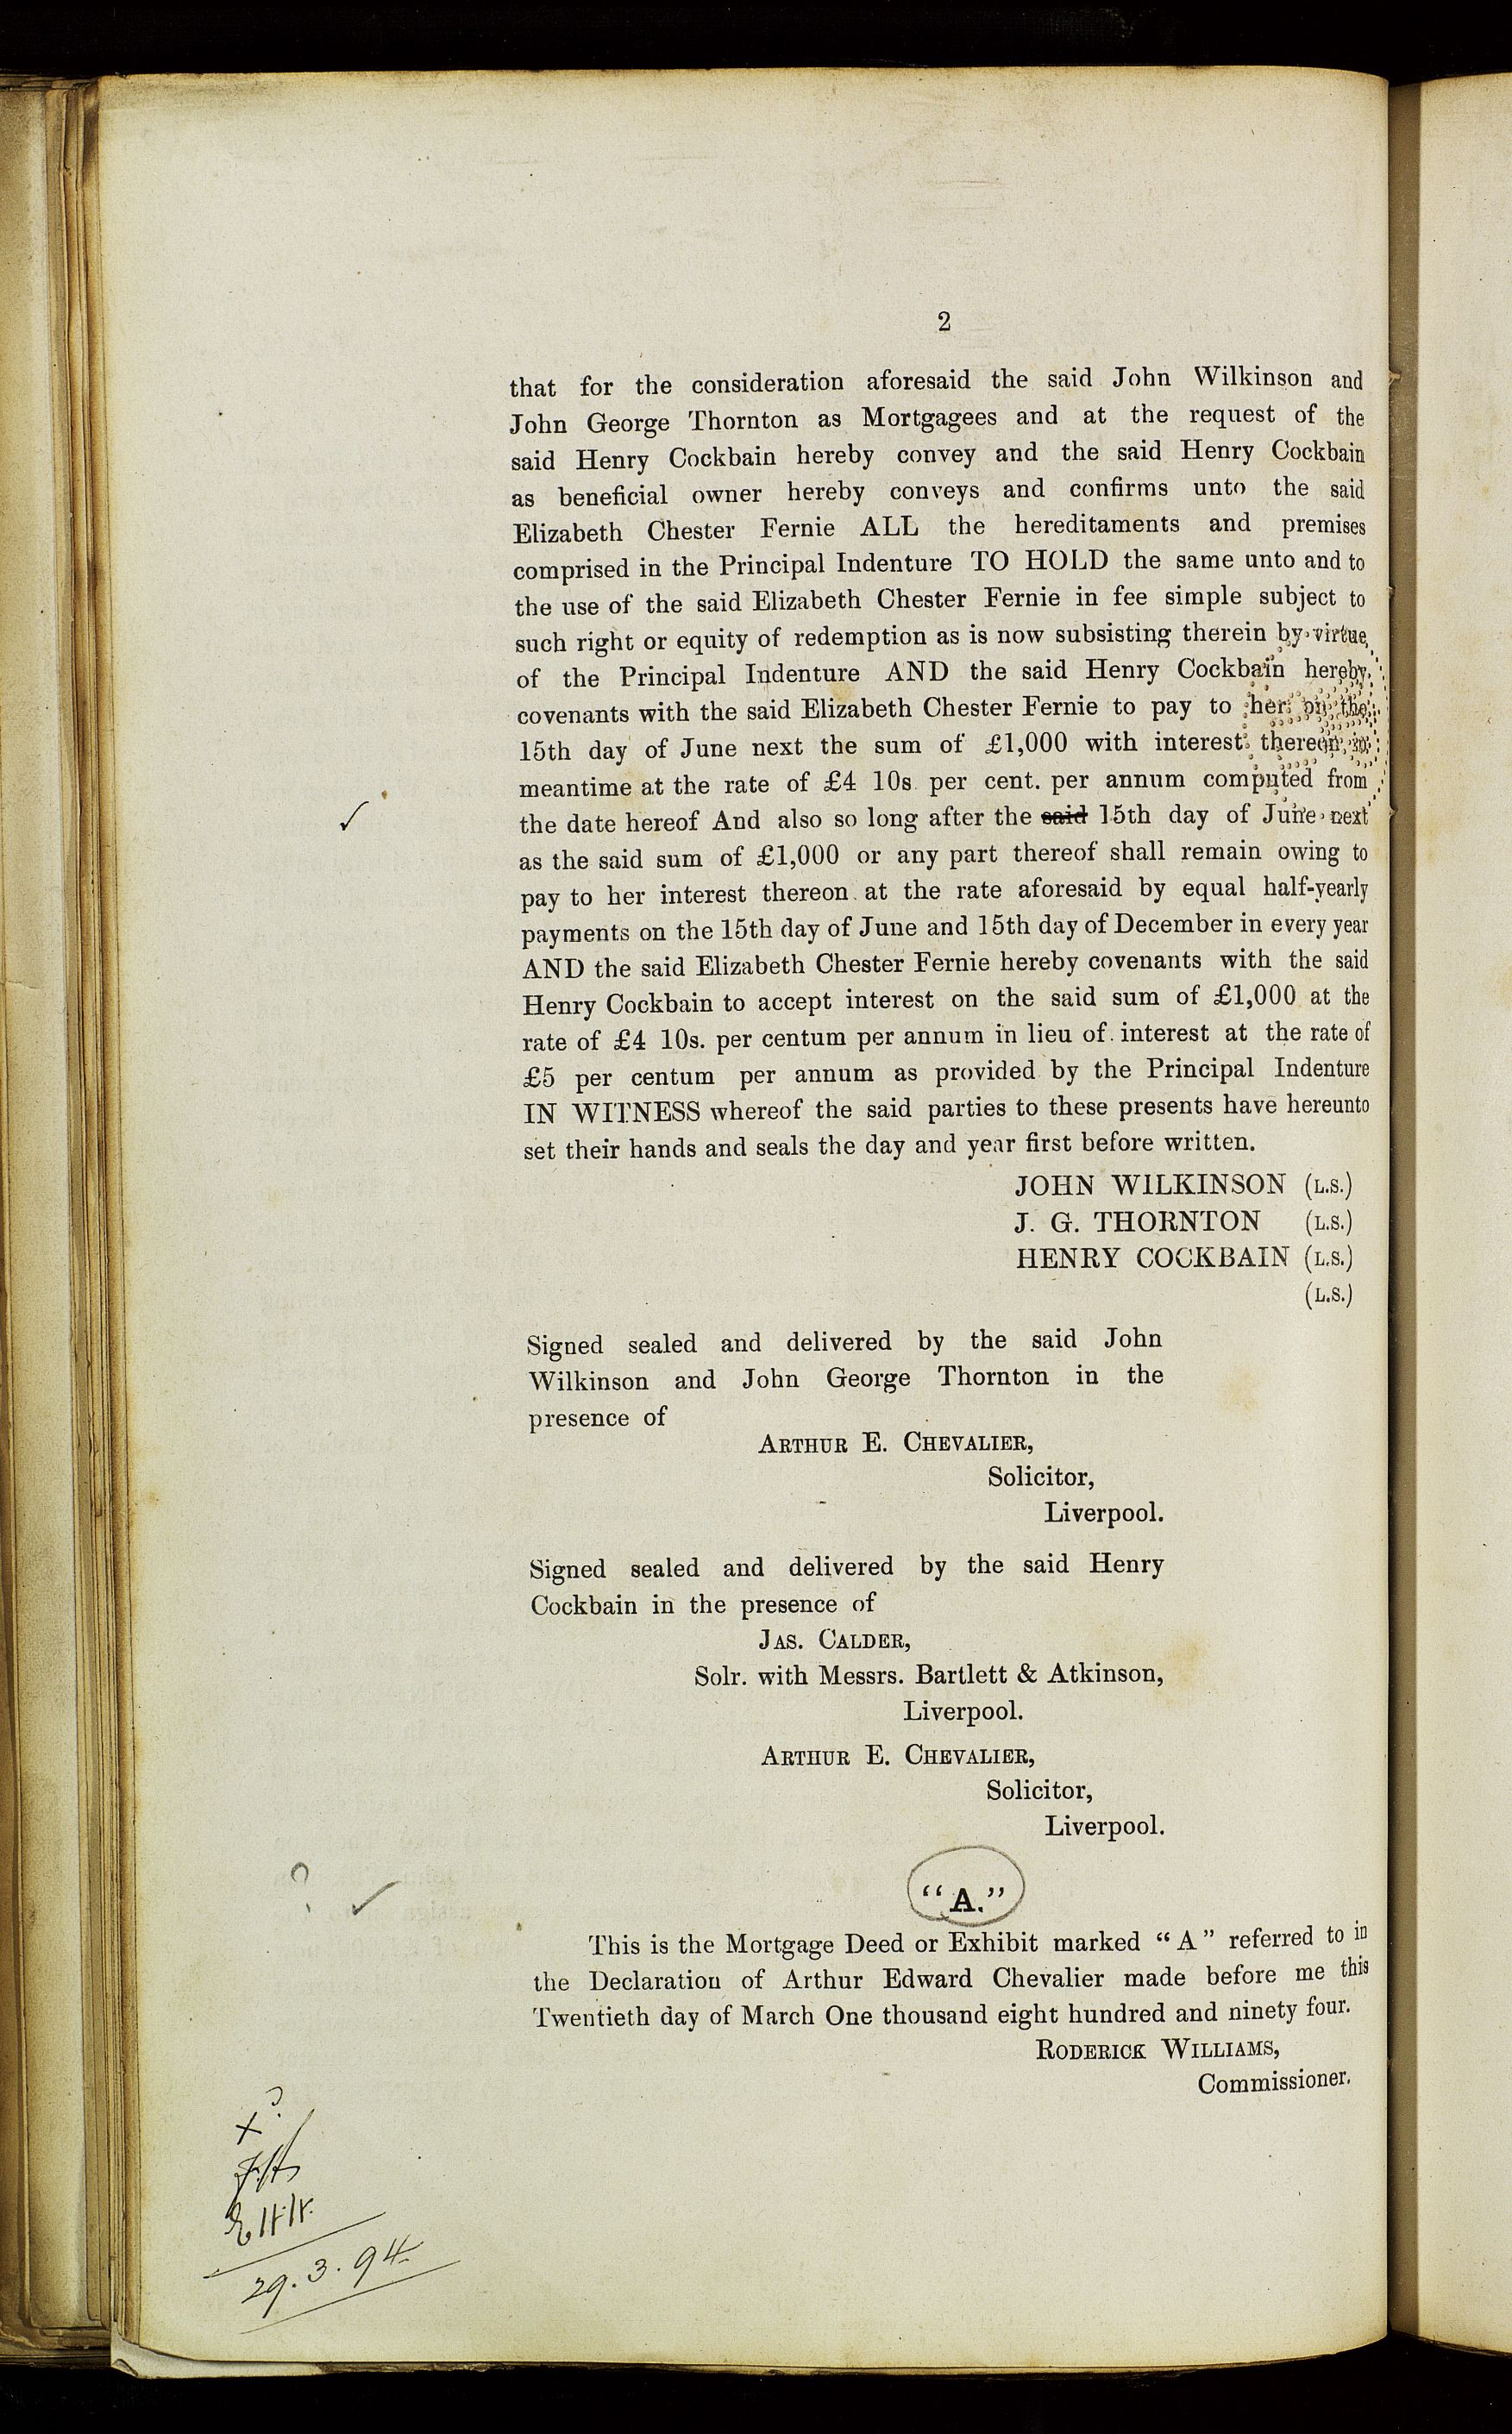 2
that for the consideration aforesaid the said John Wilkinson and
John George Thornton as Mortgagees and at the request of the
said Henry Cockbain hereby convey and the said Henry Cockbain
as beneficial owner hereby conveys and confirms unto the said
Elizabeth Chester Fernie ALL the hereditaments and premises
comprised in the Principal Indenture TO HOLD the same unto and to
the use of the said Elizabeth Chester Fernie in fee simple subject to
such right or equity of redemption as is now subsisting therein by virtue
of the Principal Indenture AND the said Henry Cockbain hereby
covenants with the said Elizabeth Chester Fernie to pay to her on the
15th day of June next the sum of £1,000 with interest thereon in
meantime at the rate of £4 10s. per cent. per annum computed from
the date hereof And also so long after the said 15th day of June next
as the said sum of £1,000 or any part thereof shall remain owing to
pay to her interest thereon at the rate aforesaid by equal half-yearly
payments on the 15th day of June and 15th day of December in every year
AND the said Elizabeth Chester Fernie hereby covenants with the said
Henry Cockbain to accept interest on the said sum of £1,000 at the
rate of £4 10s. per centum per annum in lieu of interest at the rate of
£5 per centum per annum as provided by the Principal Indenture
IN WITNESS whereof the said parties to these presents have hereunto
set their hands and seals the day and year first before written.
JOHN WILKINSON (L.S.)
J. G. THORNTON (L.S.)
HENRY COCKBAIN (L.S.)
(L.S.)
Signed sealed and delivered by the said John
Wilkinson and John George Thornton in the
presence of
ARTHUR E. CHEVALIER,
Solicitor,
Liverpool.
Signed sealed and delivered by the said Henry
Cockbain in the presence of
JAS. CALDER,
Solr. with Messrs. Bartlett & Atkinson,
Liverpool.
ARTHUR E. CHEVALIER,
Solicitor,
Liverpool.
?
"A."
This is the Mortgage Deed or Exhibit marked "A" referred to in
the Declaration of Arthur Edward Chevalier made before me this
Twentieth day of March One thousand eight hundred and ninety four.
RODERICK WILLIAMS,
Commissioner.
29.3.94